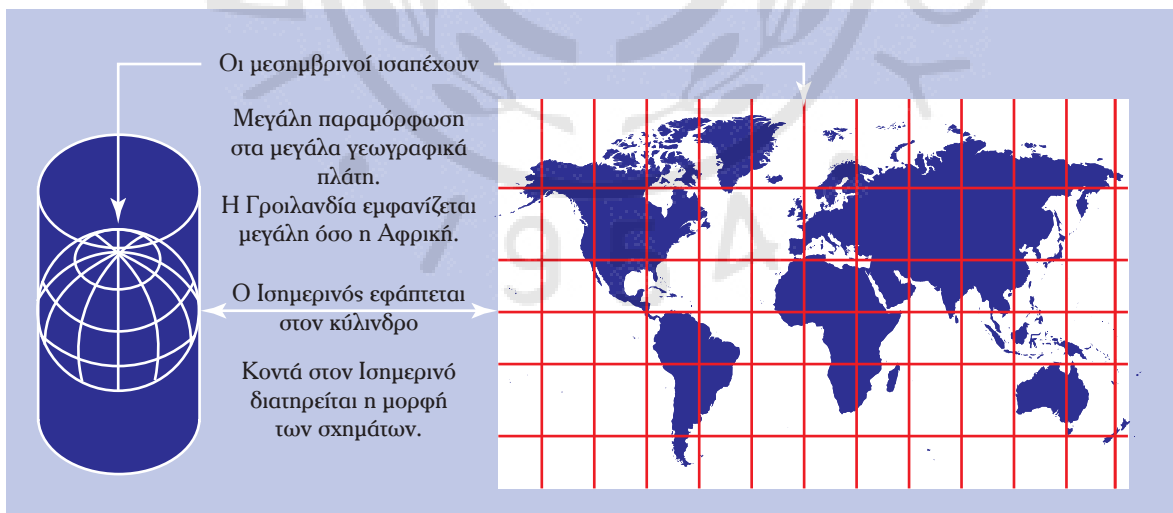 Οι μεσημβρινοί ισαπέχουν
Μεγάλη παραμόρφωση
στα μεγάλα γεωγραφικά
πλάτη.
Η Γροιλανδία εμφανίζεται
μεγάλη όσο η Αφρική.
Ο Ισημερινός εφάπτεται
στον κύλινδρο
Κοντά στον Ισημερινό
διατηρείται η μορφή
των σχημάτων.
1954